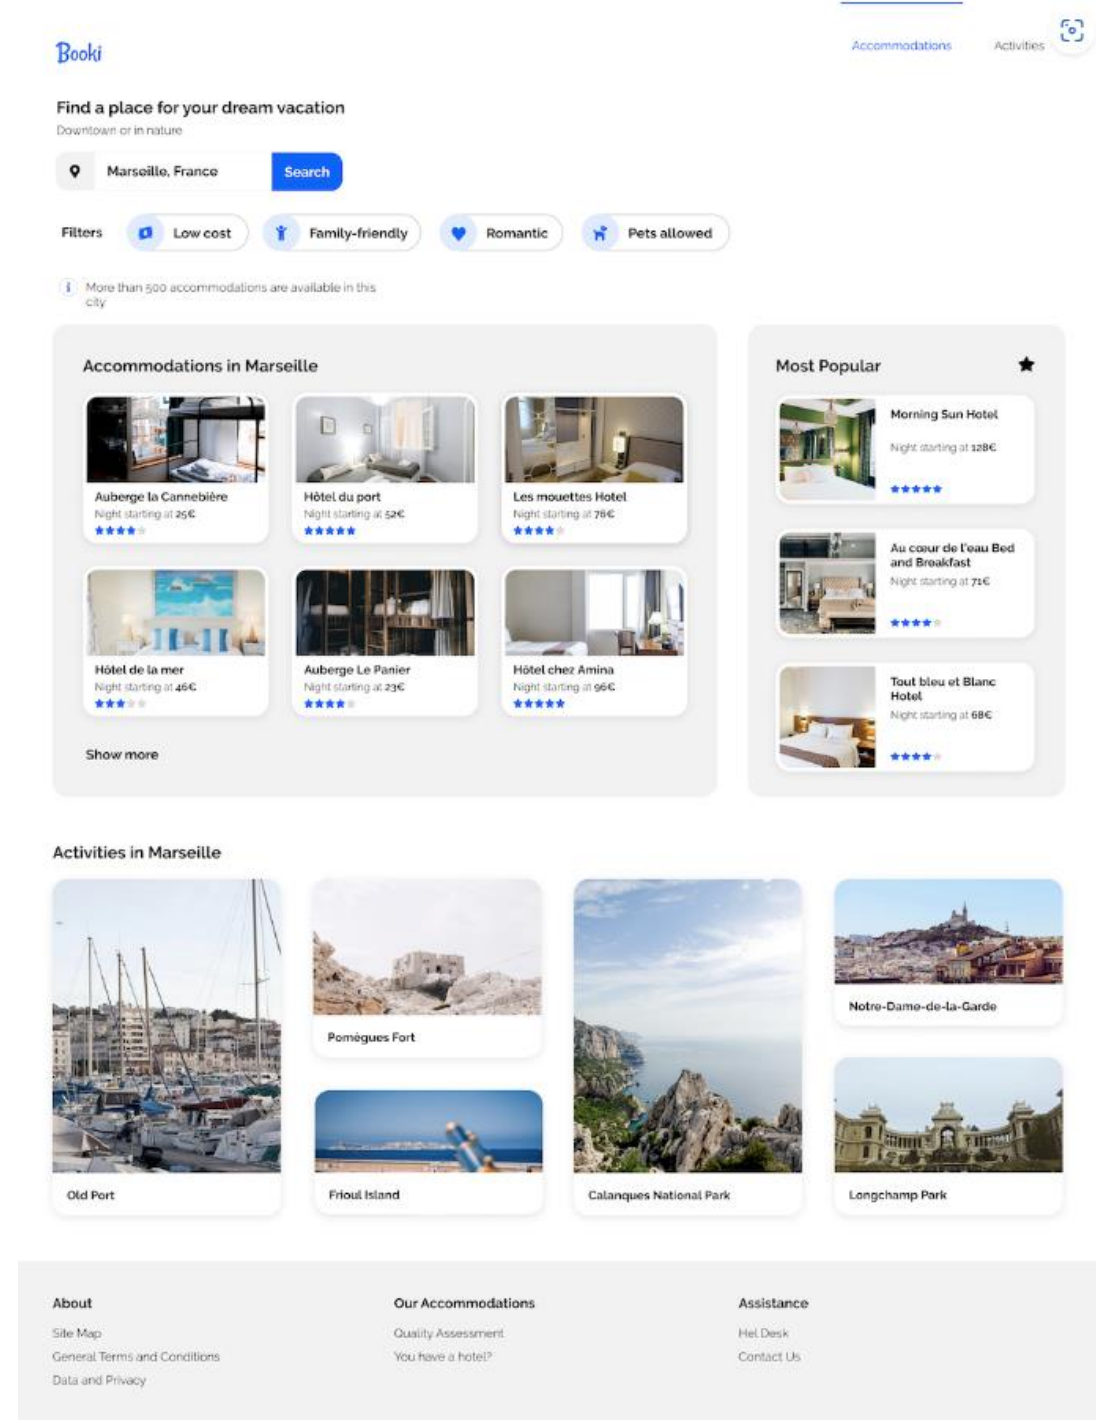 Booki
Accommodations
Activities
Find a place for your dream vacation
Downtown or in nature
Marseille, France
Search
Filters
Low cost
Family-friendly
Romantic
Pets allowed
More than 500 accommodations are available in this
city
Accommodations in Marseille
Auberge la Cannebière
Night starting at 25€
Hôtel du port
Night starting at 52€
Les mouettes Hotel
Night starting at 76€
Hôtel de la mer
Night starting at 46€
Auberge Le Panier
Night starting at 23€
Hôtel chez Amina
Night starting at 96€
Show more
Most Popular
Morning Sun Hotel
Night starting at 128€
Au cœur de l'eau Bed
and Breakfast
Night starting at 71€
Tout bleu et Blanc
Hotel
Night starting at 68€
Activities in Marseille
Old Port
Pomègues Fort
Frioul Island
Calanques National Park
Notre-Dame-de-la-Garde
Longchamp Park
About
Site Map
General Terms and Conditions
Data and Privacy
Our Accommodations
Quality Assessment
You have a hotel?
Assistance
Hel Desk
Contact Us